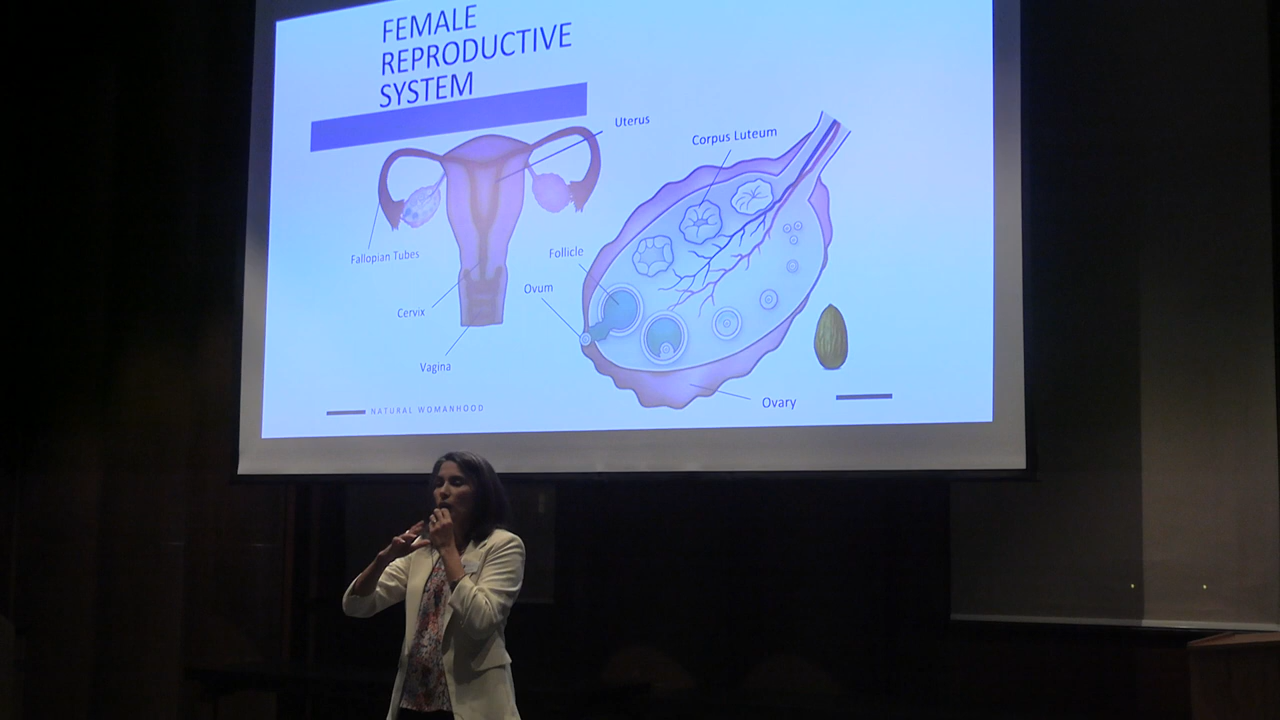 FEMALE
REPRODUCTIVE
SYSTEM
Uterus
Corpus Luteum
Fallopian Tubes
Follicle
Ovum
Cervix
Vagina
Ovary
NATURAL WOMANHOOD